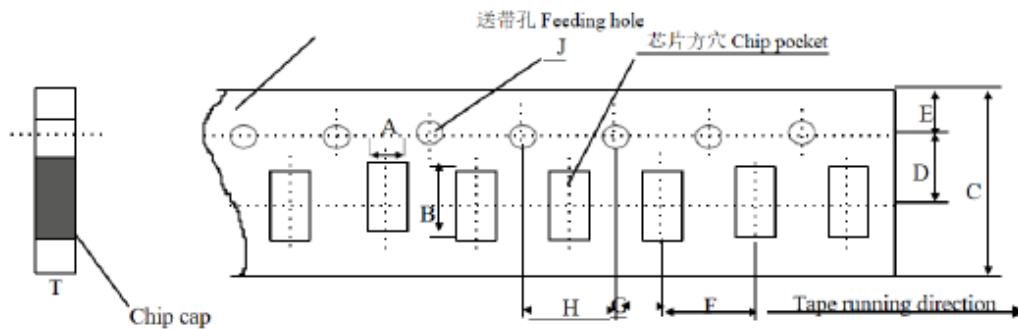 送带孔 Feeding hole
J
芯片方穴 Chip pocket
A
E
D
C
B
T
Chip cap
H
G
F
Tape running direction